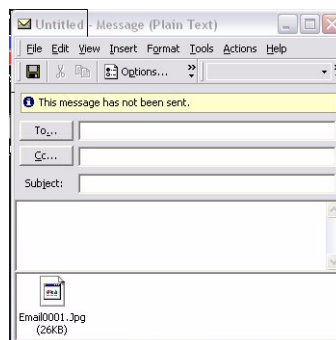 Untitled - Message (Plain Text)
File Edit View Insert Format Tools Actions Help
Options...
This message has not been sent.
To...
Cc...
Subject:
Email0001.Jpg
(26KB)